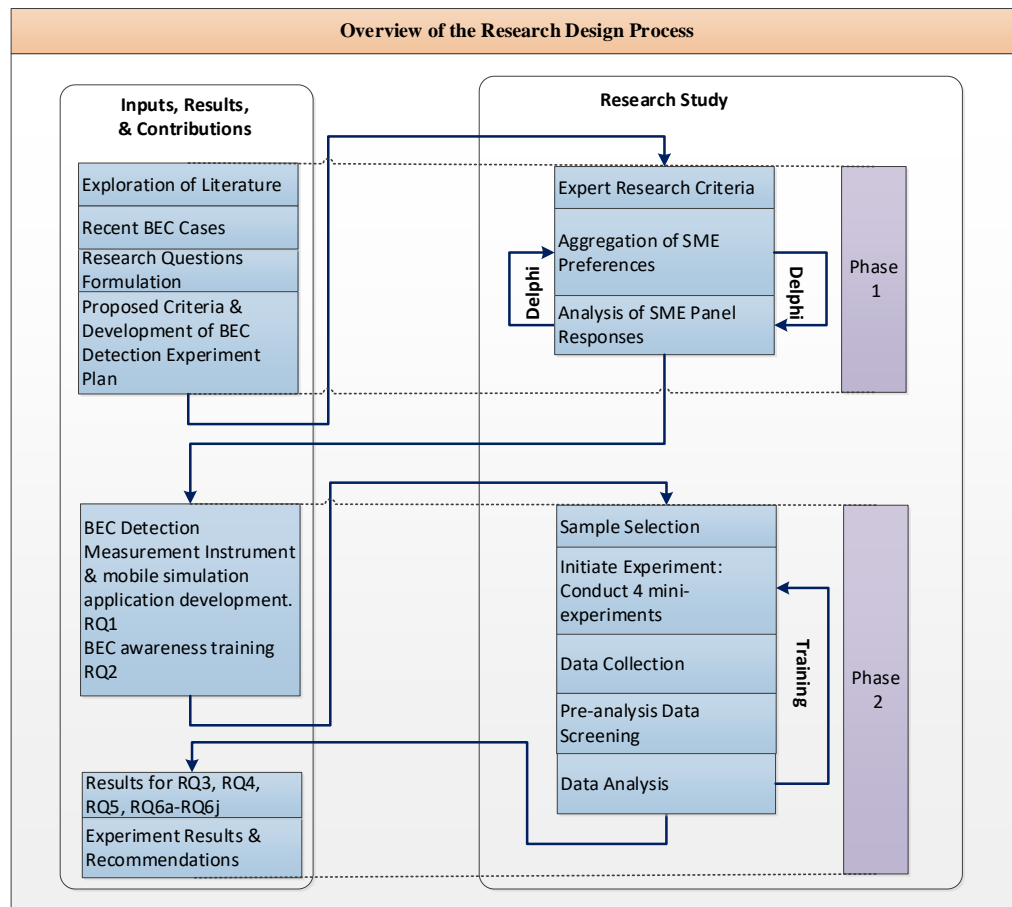 Overview of the Research Design Process
Inputs, Results,
& Contributions
Exploration of Literature
Recent BEC Cases
Research Questions
Formulation
Proposed Criteria &
Development of BEC
Detection Experiment
Plan
BEC Detection
Measurement Instrument
& mobile simulation
application development.
RQ1
BEC awareness training
RQ2
Results for RQ3, RQ4,
RQ5, RQ6a-RQ6j
Experiment Results &
Recommendations
Research Study
Expert Research Criteria
Aggregation of SME
Preferences
Analysis of SME Panel
Responses
Delphi
Delphi
Phase
1
Sample Selection
Initiate Experiment:
Conduct 4 mini-
experiments
Data Collection
Pre-analysis Data
Screening
Data Analysis
Training
Phase
2